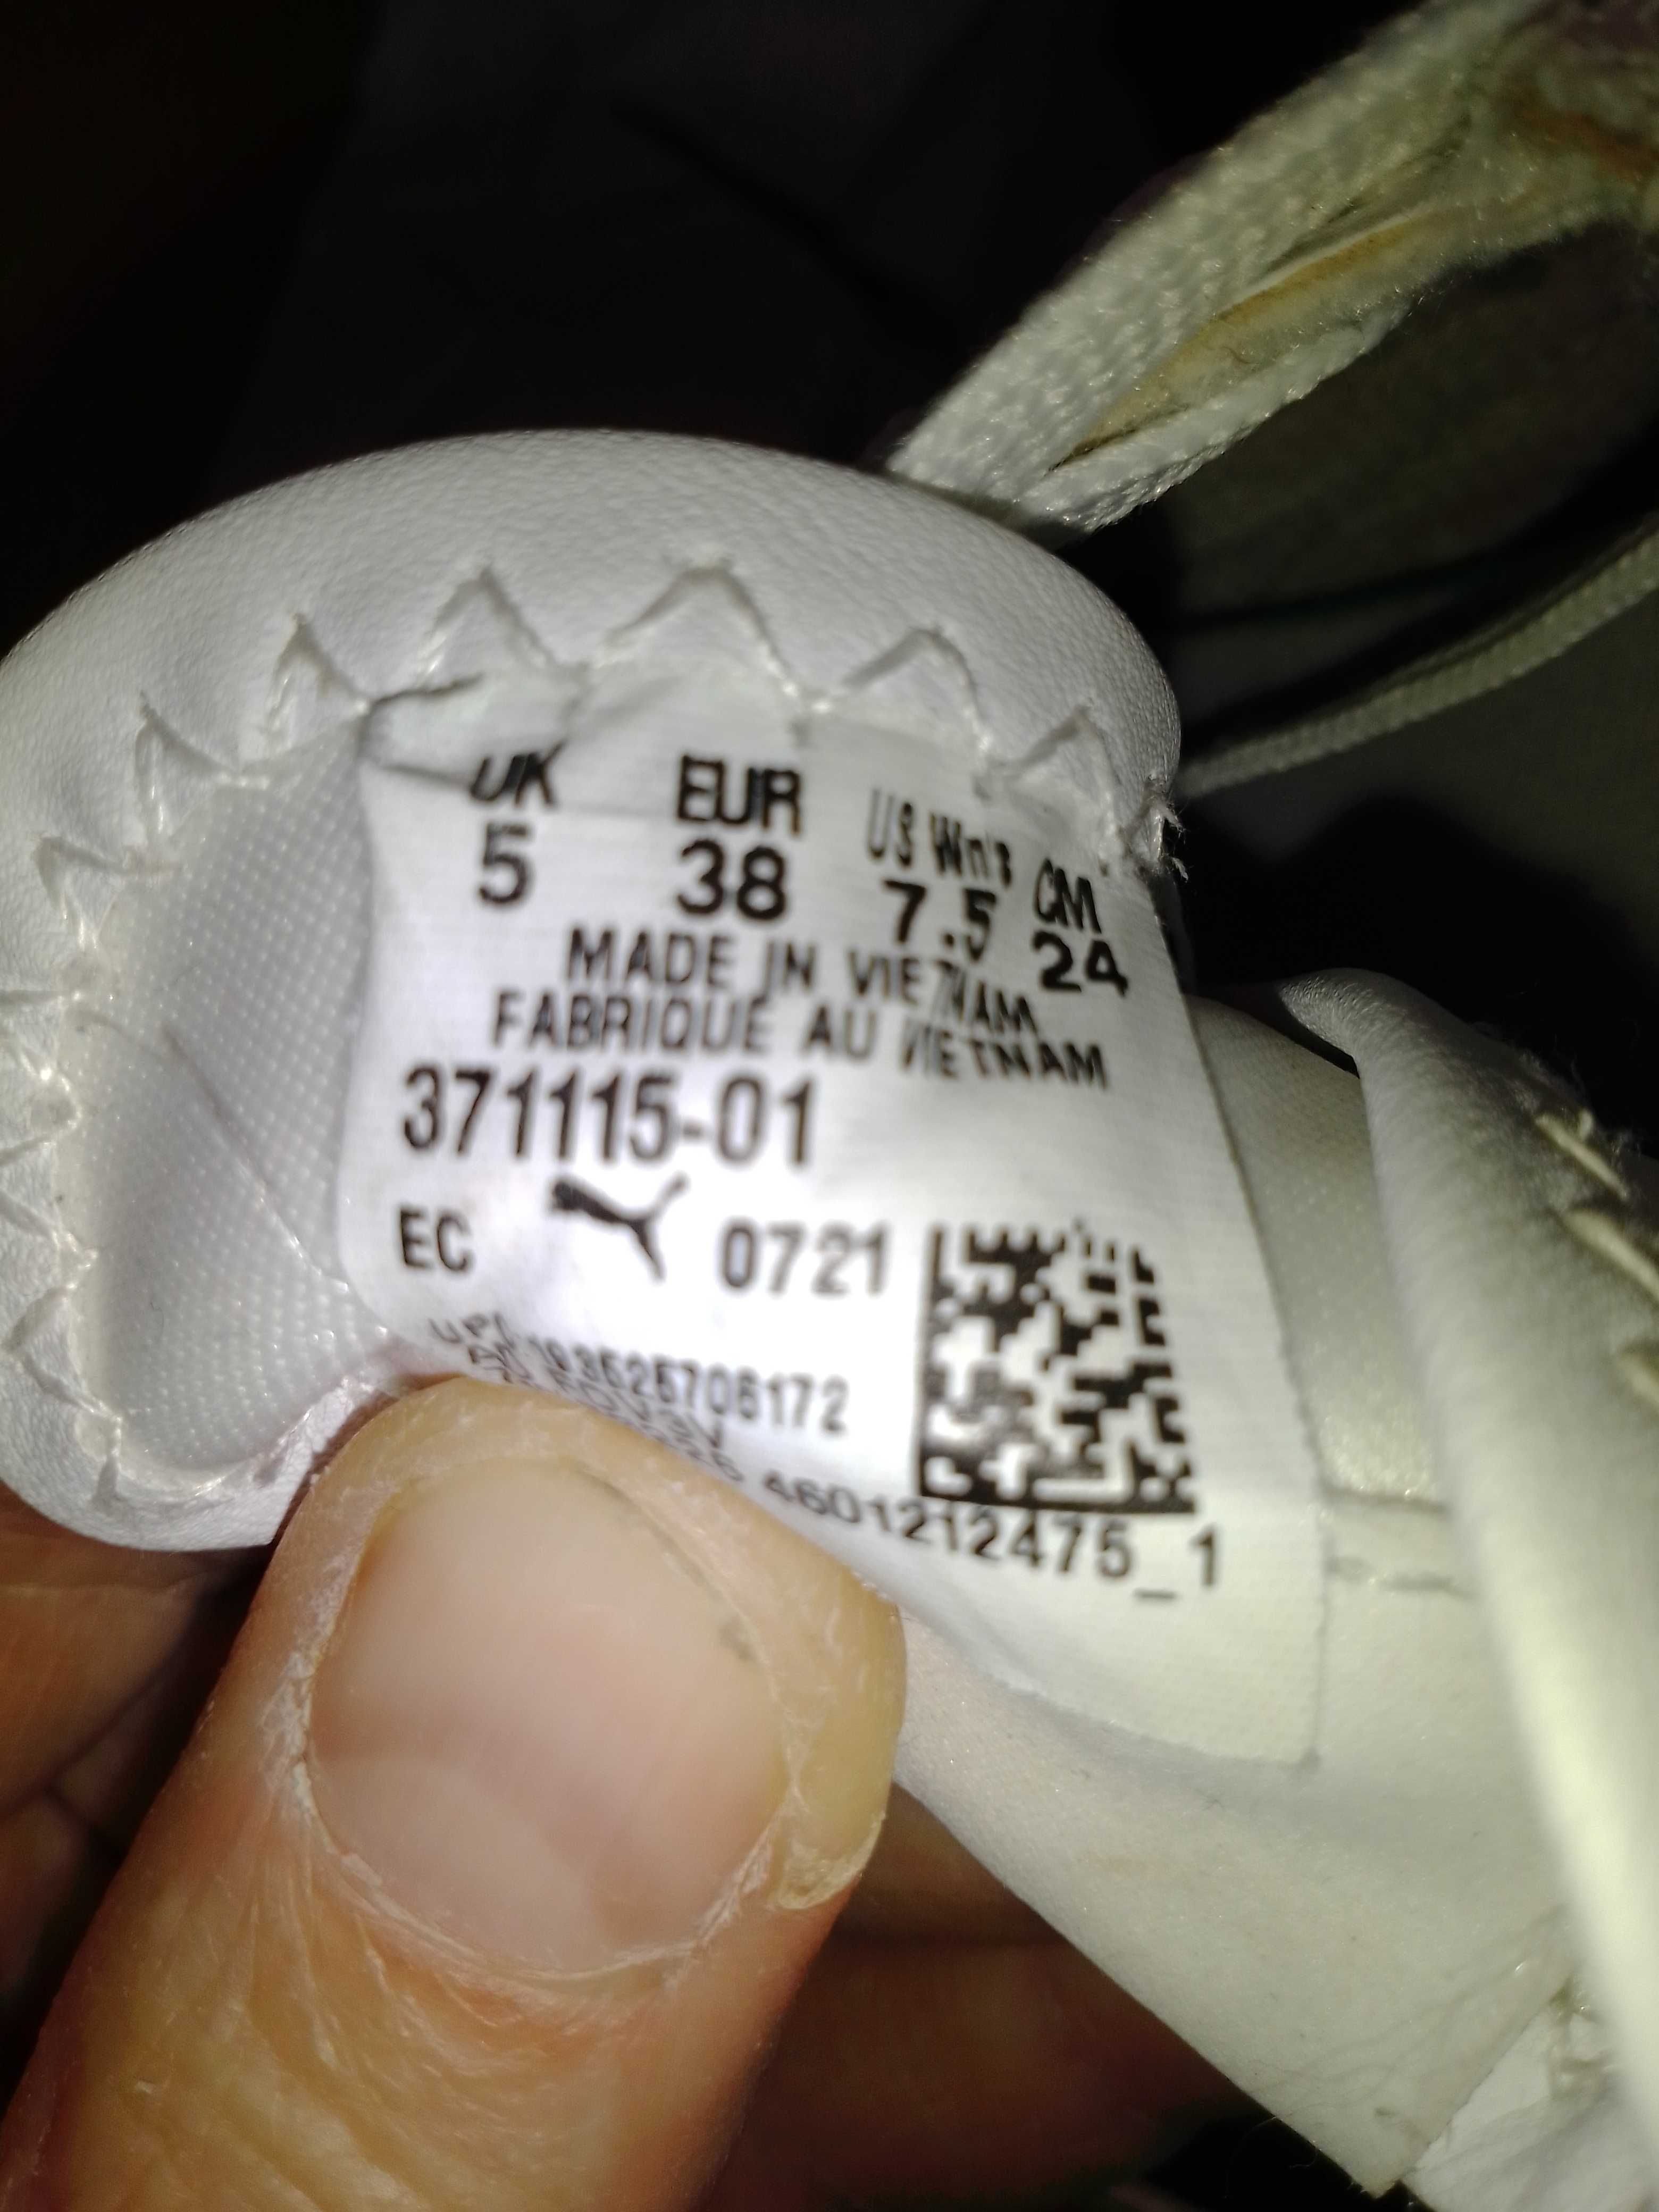 UK EUR US Wn's CM
5 38 7.5 24
MADE IN VIETNAM
FABRIQUE AU VIETNAM
371115-01
EC 0721
193525706172
4601212475_1